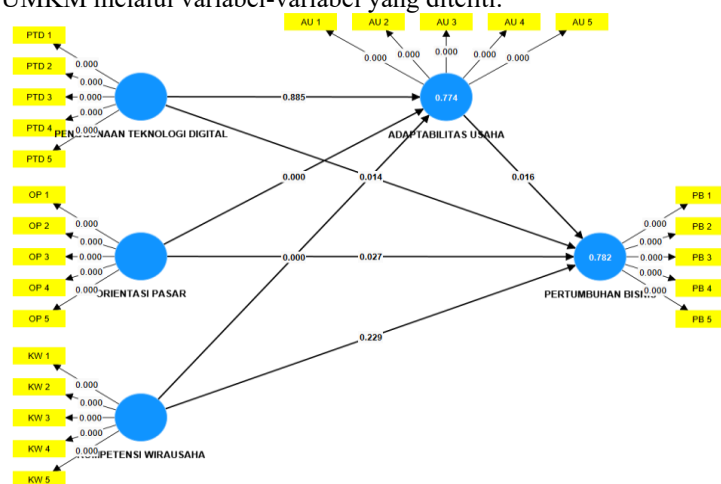 UMKM melalui variabel-variabel yang diteliti.
AU 1
AU 2
AU 3
AU 4
AU 5
0.000
0.000
0.000
0.000
0.000
PTD 1
PTD 2
PTD 3
PTD 4
PTD 5
0.000
0.000
0.000
0.000
0.000
TEKNOLOGI DIGITAL
0.885
0.774
ADAPTABILITAS USAHA
0.000
0.014
0.016
OP 1
OP 2
OP 3
OP 4
OP 5
0.000
0.000
0.000
0.000
0.000
ORIENTASI PASAR
0.000
0.027
0.782
PERTUMBUHAN
PB 1
PB 2
PB 3
PB 4
PB 5
0.000
0.000
0.000
0.000
0.000
0.229
KW 1
KW 2
KW 3
KW 4
KW 5
0.000
0.000
0.000
0.000
0.000
WIRAUSAHA